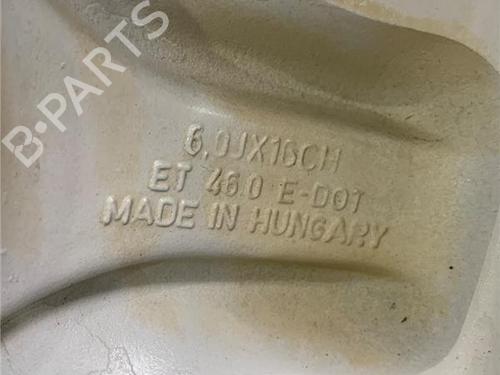 B-PARTS
6.0JX16CH
ET 46.0 E-DOT
MADE IN HUNGARY